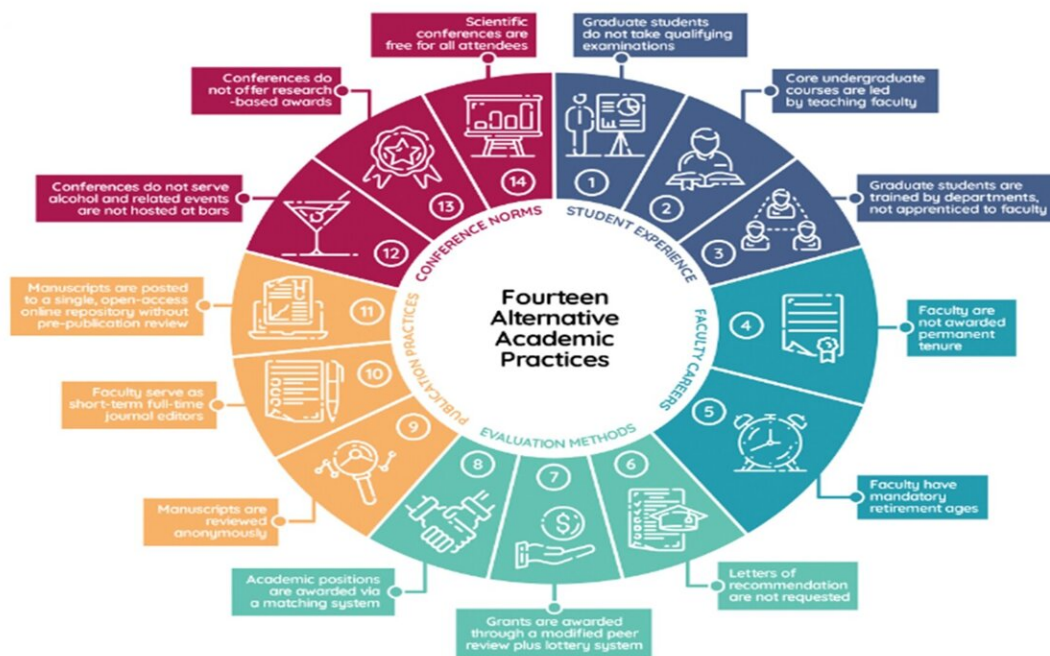 Fourteen
Alternative
Academic
Practices
STUDENT EXPERIENCE
1
Graduate students
do not take qualifying
examinations
2
Core undergraduate
courses are led
by teaching faculty
3
Graduate students are
trained by departments,
not apprenticed to faculty
FACULTY CAREERS
4
Faculty are
not awarded
permanent
tenure
5
Faculty have
mandatory
retirement ages
EVALUATION METHODS
6
Letters of
recommendation
are not requested
7
$
Grants are awarded
through a modified peer
review plus lottery system
8
Academic positions
are awarded via
a matching system
PUBLICATION PRACTICES
9
Manuscripts are
reviewed
anonymously
10
Faculty serve as
short-term full-time
journal editors
11
Manuscripts are posted
to a single, open-access
online repository without
pre-publication review
CONFERENCE NORMS
12
Conferences do not serve
alcohol and related events
are not hosted at bars
13
Conferences do
not offer research
-based awards
14
Scientific
conferences are
free for all attendees